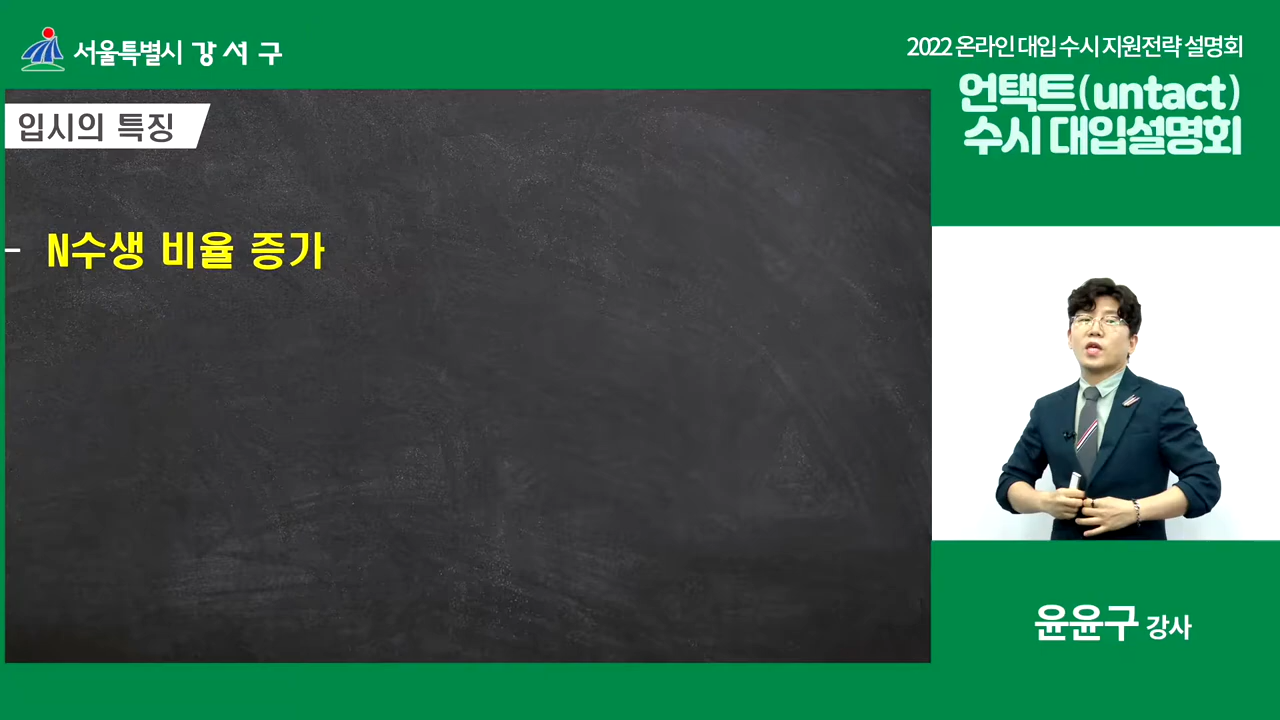 서울특별시 강서구
2022 온라인 대입 수시 지원전략 설명회
언택트(untact)
수시 대입설명회
입시의 특징
- N수생 비율 증가
윤윤구 강사